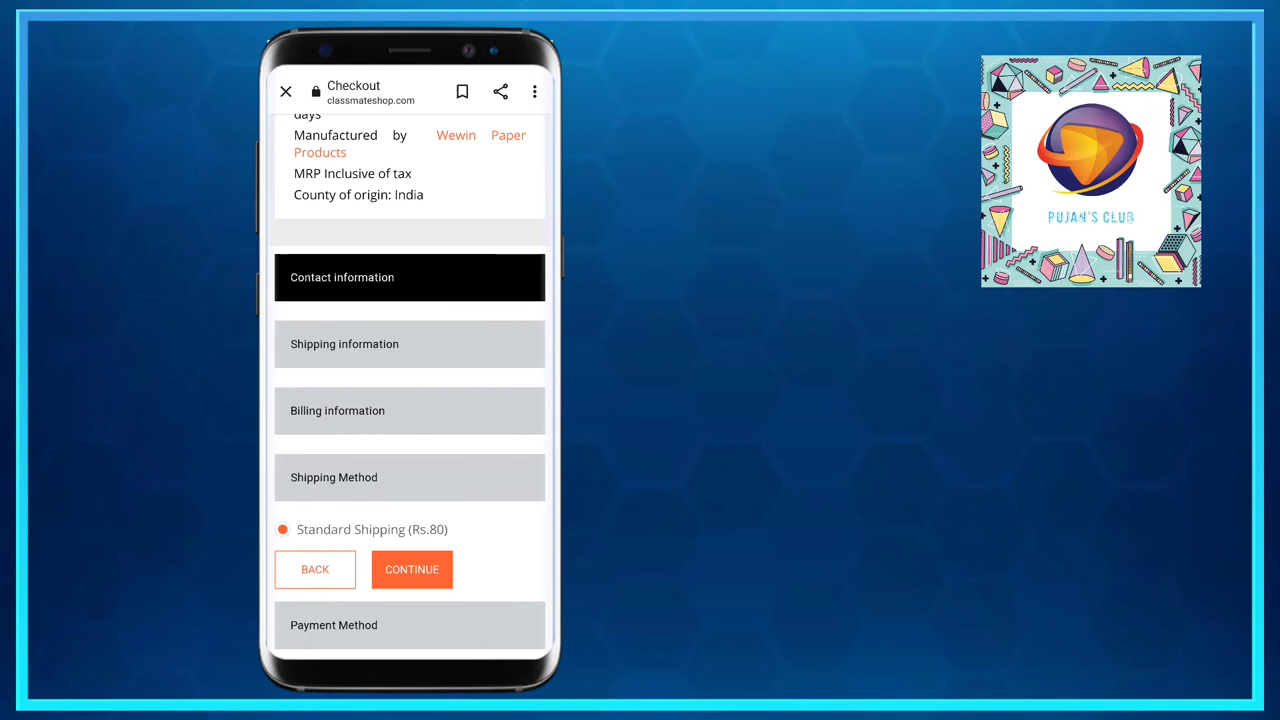 Checkout
classmateshop.com
days
Manufactured by Wewin Paper
Products
MRP Inclusive of tax
County of origin: India
Contact information
Shipping information
Billing information
Shipping Method
Standard Shipping (Rs.80)
BACK CONTINUE
Payment Method
PUJAN'S CLUB